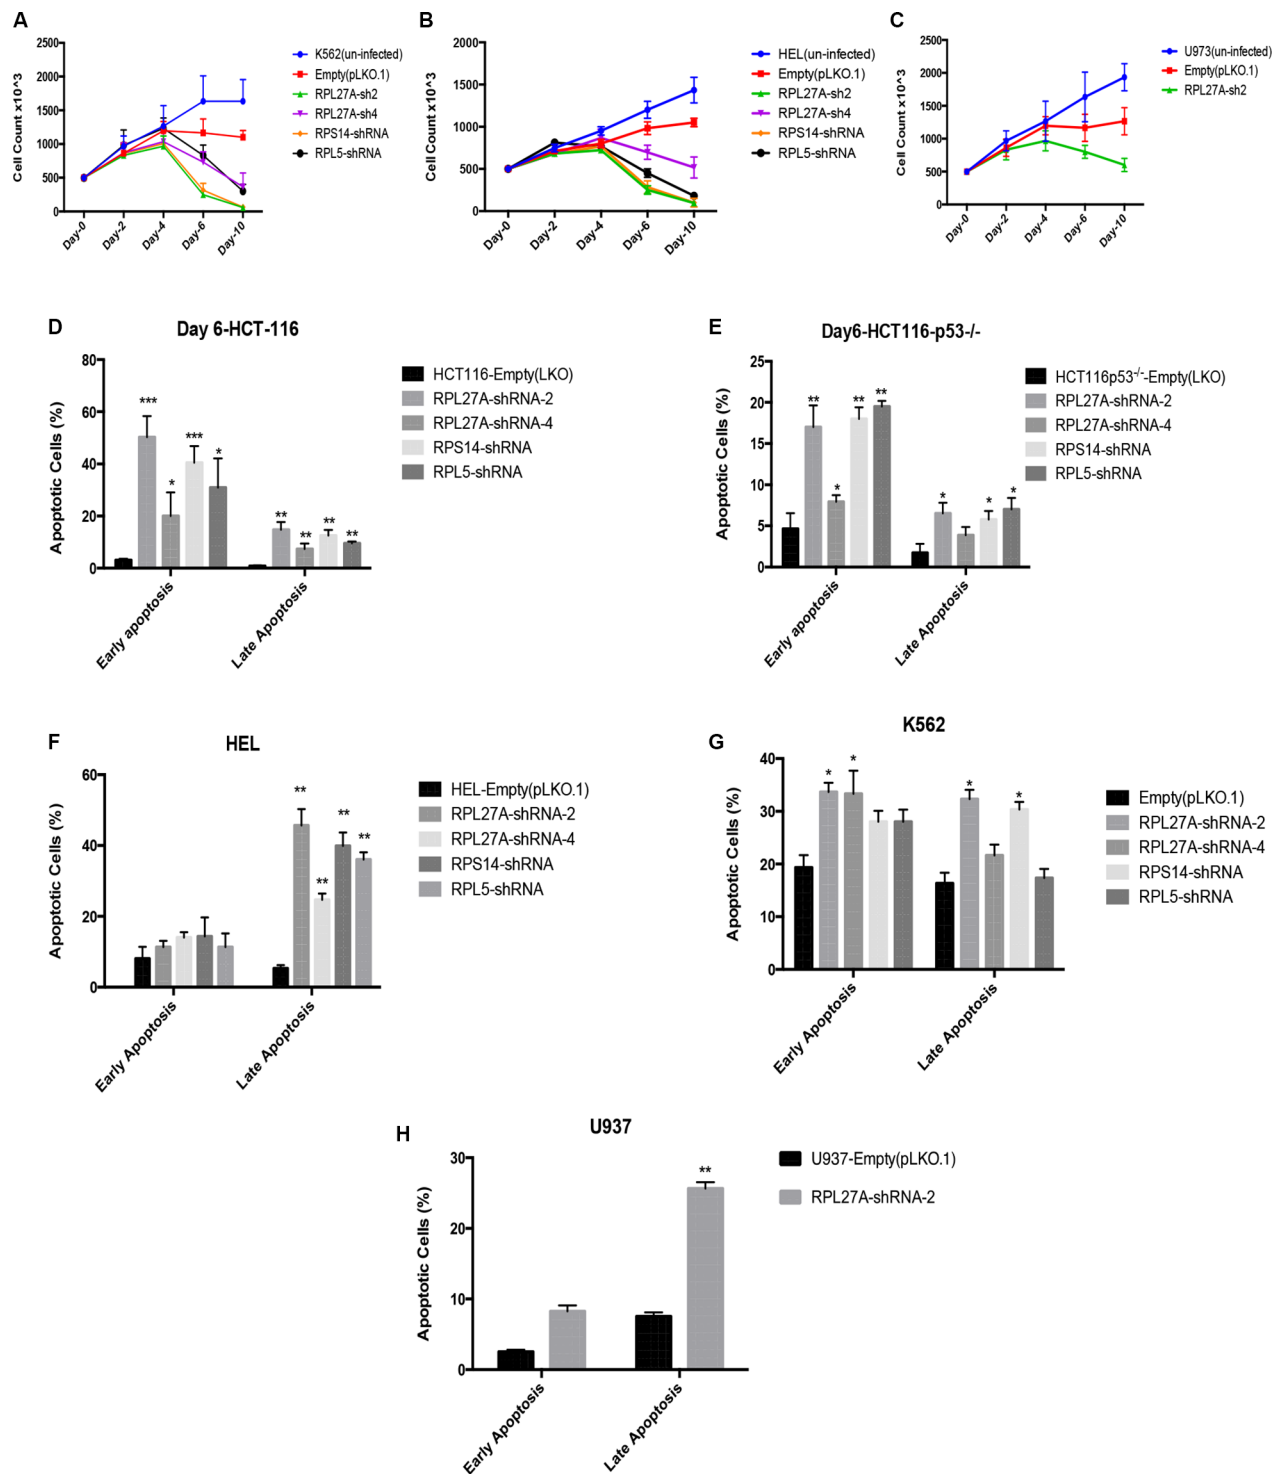 A
2500
2000
1500
1000
500
0
Cell Count x10^3
Day-0
Day-2
Day-4
Day-6
Day-10
K562(un-infected)
Empty(pLKO.1)
RPL27A-sh2
RPL27A-sh4
RPS14-shRNA
RPL5-shRNA
B
2000
1500
1000
500
0
Cell Count x10^3
Day-0
Day-2
Day-4
Day-6
Day-10
HEL(un-infected)
Empty(pLKO.1)
RPL27A-sh2
RPL27A-sh4
RPS14-shRNA
RPL5-shRNA
C
2500
2000
1500
1000
500
0
Cell Count x10^3
Day-0
Day-2
Day-4
Day-6
Day-10
U973(un-infected)
Empty(pLKO.1)
RPL27A-sh2
D
Day 6-HCT-116
80
60
40
20
0
Apoptotic Cells (%)
*** * *** *
** ** ** **
Early apoptosis
Late Apoptosis
HCT116-Empty(LKO)
RPL27A-shRNA-2
RPL27A-shRNA-4
RPS14-shRNA
RPL5-shRNA
E
Day6-HCT116-p53-/-
25
20
15
10
5
0
Apoptotic Cells (%)
** * ** **
* * *
Early apoptosis
Late Apoptosis
HCT116p53-/--Empty(LKO)
RPL27A-shRNA-2
RPL27A-shRNA-4
RPS14-shRNA
RPL5-shRNA
F
HEL
60
40
20
0
Apoptotic Cells (%)
** ** ** **
Early Apoptosis
Late Apoptosis
HEL-Empty(pLKO.1)
RPL27A-shRNA-2
RPL27A-shRNA-4
RPS14-shRNA
RPL5-shRNA
G
K562
40
30
20
10
0
Apoptotic Cells (%)
* *
* *
Early Apoptosis
Late Apoptosis
Empty(pLKO.1)
RPL27A-shRNA-2
RPL27A-shRNA-4
RPS14-shRNA
RPL5-shRNA
H
U937
30
20
10
0
Apoptotic Cells (%)
**
Early Apoptosis
Late Apoptosis
U937-Empty(pLKO.1)
RPL27A-shRNA-2